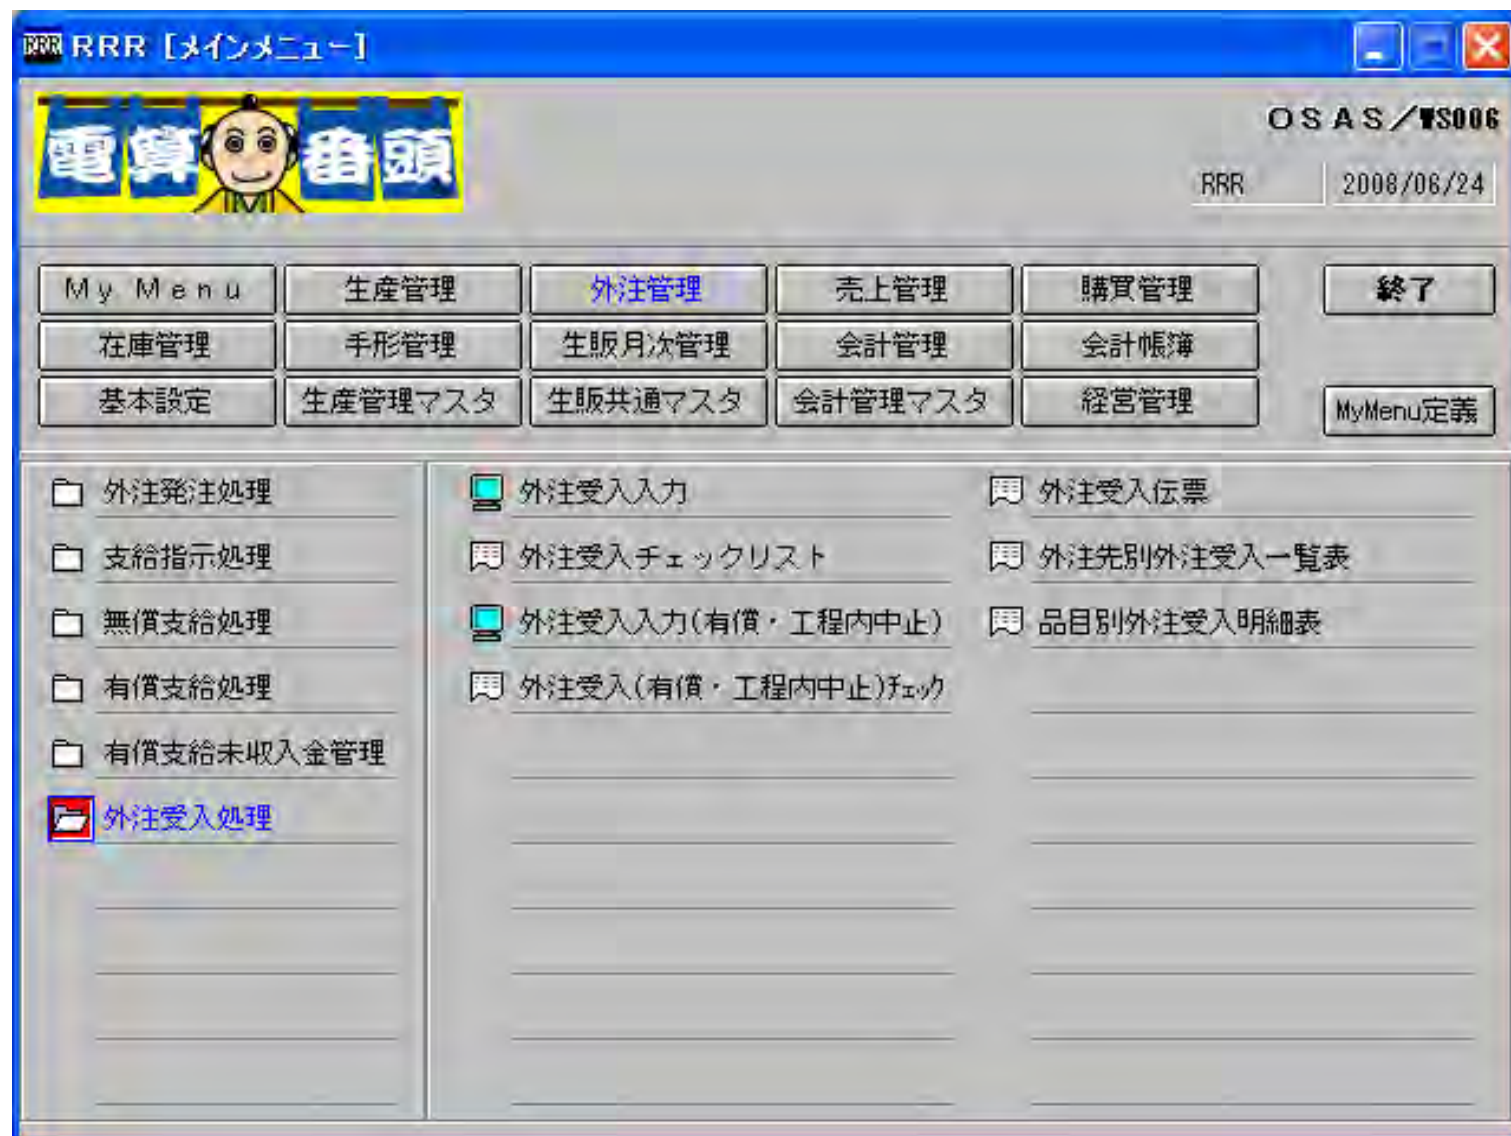 RRR RRR [メインメニュー]
電算番頭
OSAS/WS006
RRR 2008/06/24
My Menu 生産管理 外注管理 売上管理 購買管理 終了
在庫管理 手形管理 生販月次管理 会計管理 会計帳簿
基本設定 生産管理マスタ 生販共通マスタ 会計管理マスタ 経営管理 MyMenu定義
外注発注処理 外注受入入力 外注受入伝票
支給指示処理 外注受入チェックリスト 外注先別外注受入一覧表
無償支給処理 外注受入入力(有償・工程内中止) 品目別外注受入明細表
有償支給処理 外注受入(有償・工程内中止)ﾁｪｯｸ
有償支給未収入金管理
外注受入処理